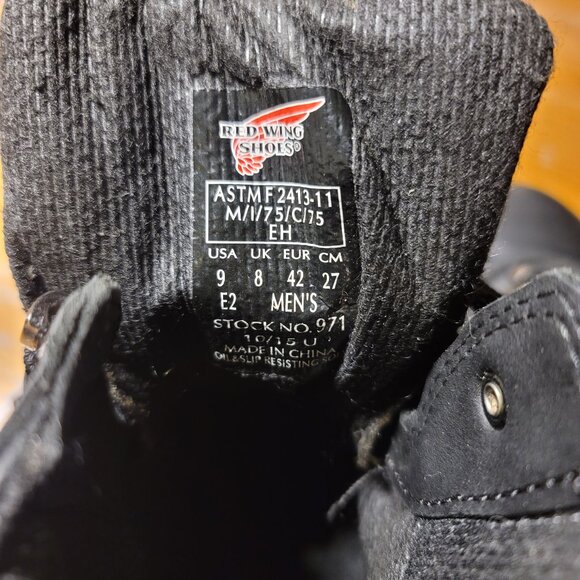 RED WING
SHOES®
ASTM F 2413-11
M/I/75/C/75
EH
USA UK EUR CM
9 8 42 27
E2 MEN'S
STOCK NO. 971
10/15 U
MADE IN CHINA
OIL&SLIP RESISTING